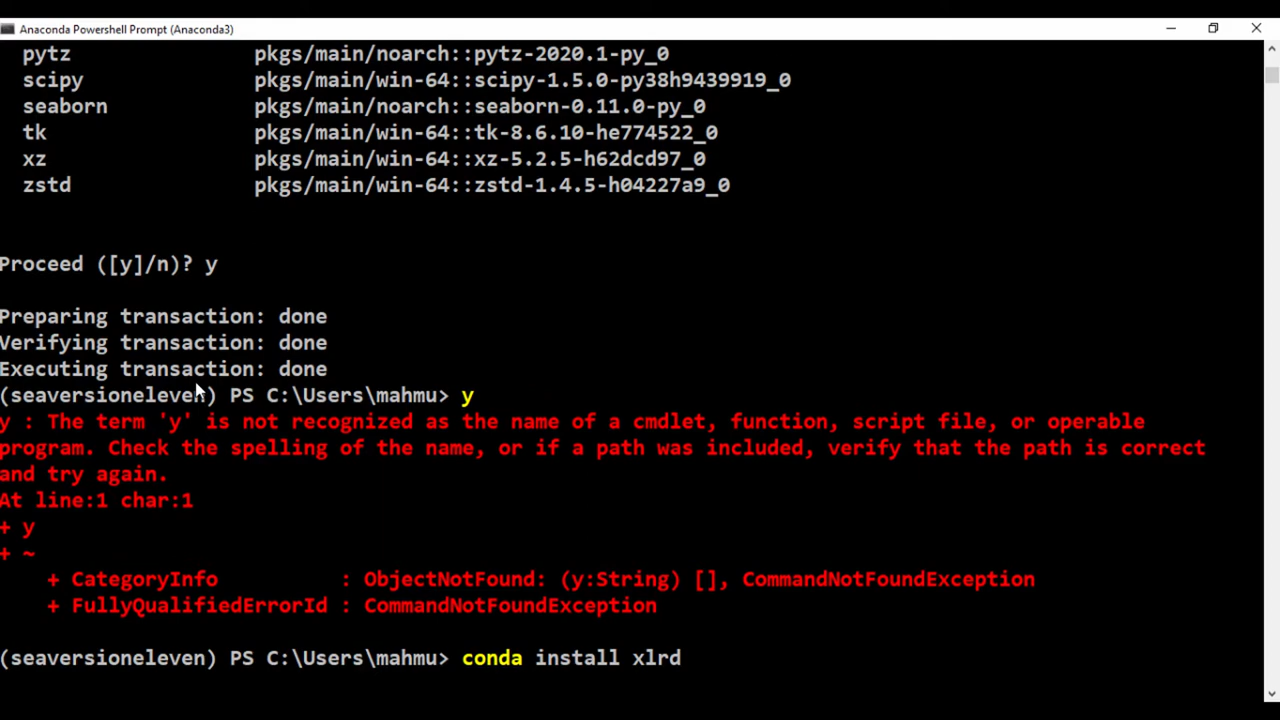 Anaconda Powershell Prompt (Anaconda3)
pytz pkgs/main/noarch::pytz-2020.1-py_0
scipy pkgs/main/win-64::scipy-1.5.0-py38h9439919_0
seaborn pkgs/main/noarch::seaborn-0.11.0-py_0
tk pkgs/main/win-64::tk-8.6.10-he774522_0
xz pkgs/main/win-64::xz-5.2.5-h62dcd97_0
zstd pkgs/main/win-64::zstd-1.4.5-h04227a9_0
Proceed ([y]/n)? y
Preparing transaction: done
Verifying transaction: done
Executing transaction: done
(seaversioneleven) PS C:\Users\mahmu> y
y : The term 'y' is not recognized as the name of a cmdlet, function, script file, or operable
program. Check the spelling of the name, or if a path was included, verify that the path is correct
and try again.
At line:1 char:1
+ y
+ ~
+ CategoryInfo : ObjectNotFound: (y:String) [], CommandNotFoundException
+ FullyQualifiedErrorId : CommandNotFoundException
(seaversioneleven) PS C:\Users\mahmu> conda install xlrd